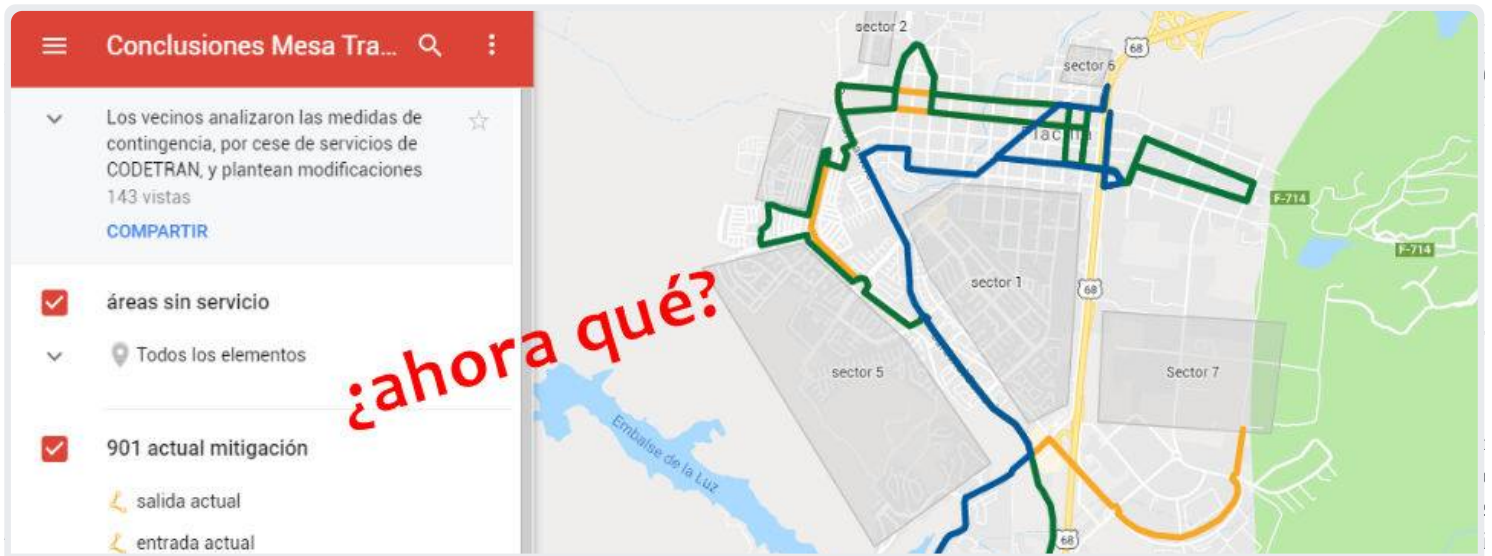 Conclusiones Mesa Tra...
Los vecinos analizaron las medidas de
contingencia, por cese de servicios de
CODETRAN, y plantean modificaciones
143 vistas
COMPARTIR
áreas sin servicio
Todos los elementos
901 actual mitigación
salida actual
entrada actual
¿ahora qué?
sector 2
68
sector 6
Placilla
F-714
F-714
sector 1
68
sector 5
Sector 7
Embalse de la Luz
68